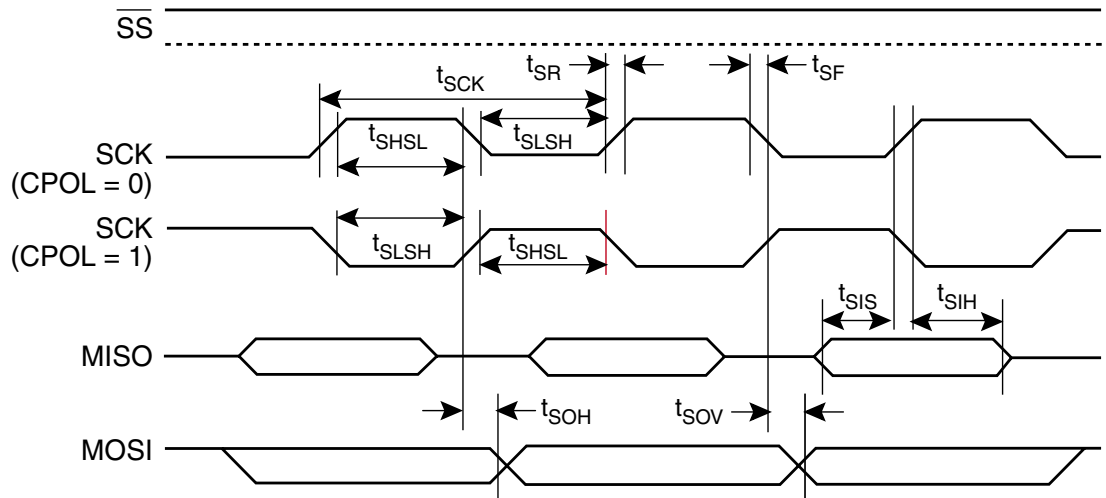 SS
tSCK
tSR
tSF
SCK
(CPOL = 0)
tSHSL
tSLSH
SCK
(CPOL = 1)
tSLSH
tSHSL
tSIS
tSIH
MISO
tSOH
tSOV
MOSI